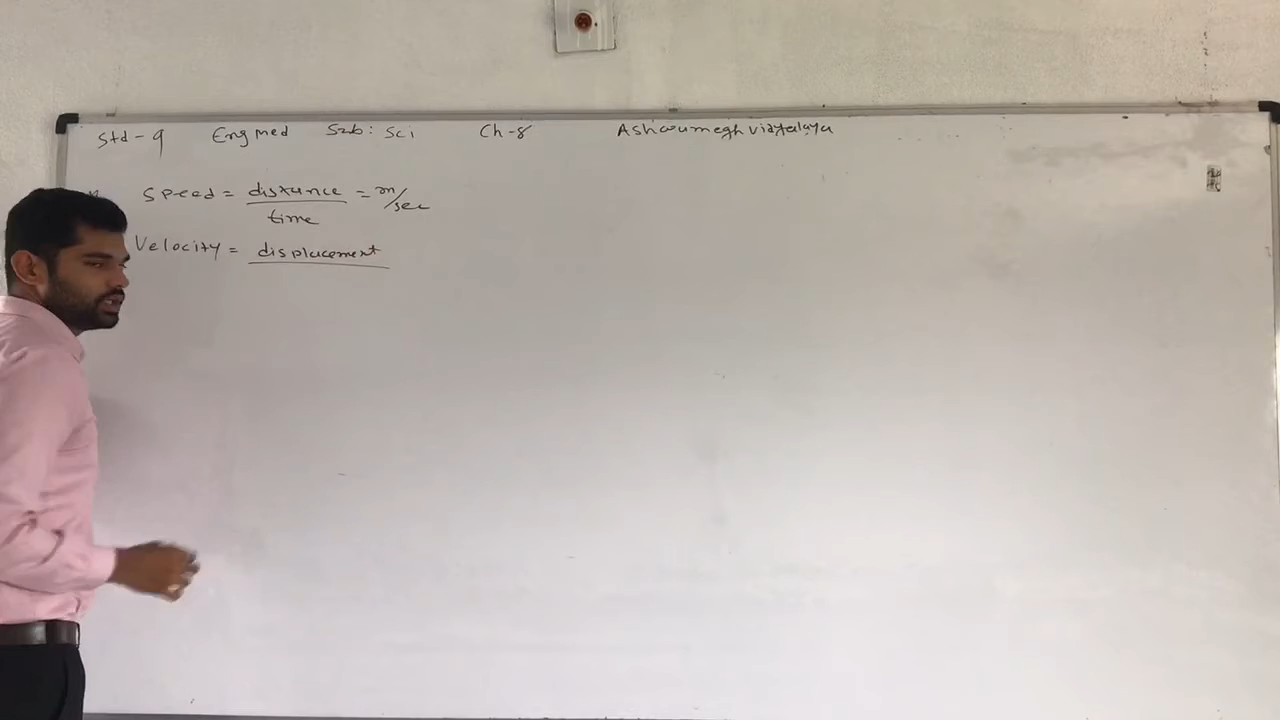 Std - 9 Eng med Sub: Sci Ch-8 Ashwamegh vidyalaya
Speed = distance = m/sec
time
Velocity = displacement